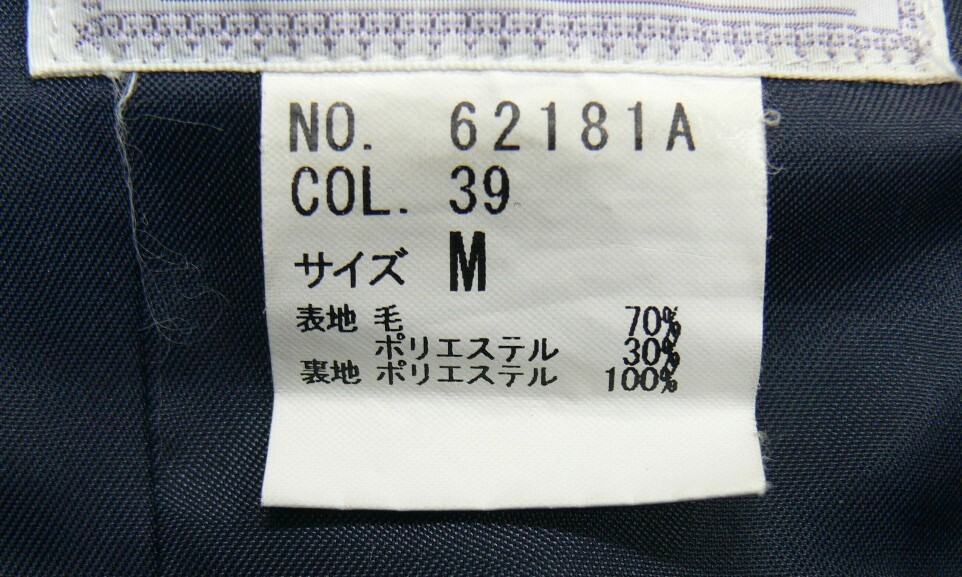 NO. 62181A
COL. 39
サイズ M
表地 毛 70%
ポリエステル 30%
裏地 ポリエステル 100%